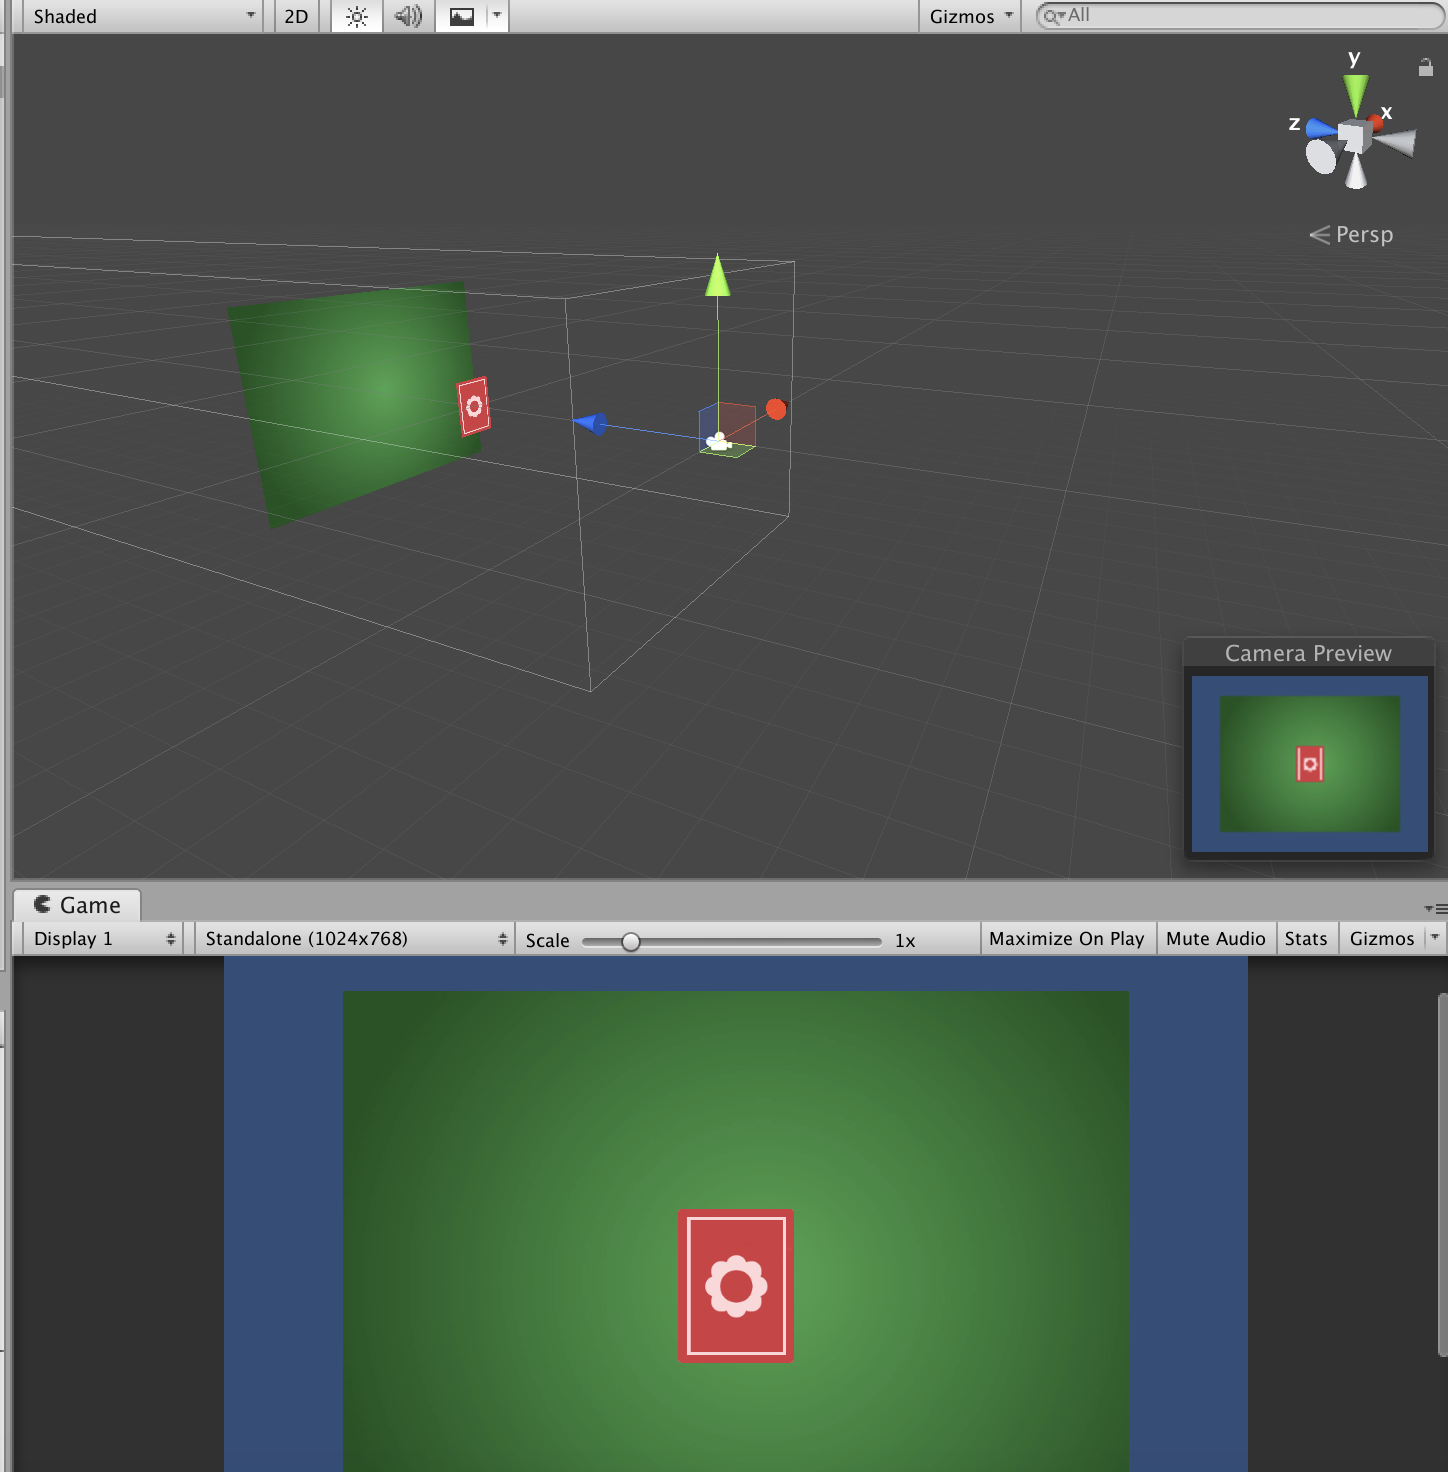 Shaded 2D Gizmos All
y
x
z
Persp
Camera Preview
Game
Display 1 Standalone (1024x768) Scale 1x Maximize On Play Mute Audio Stats Gizmos